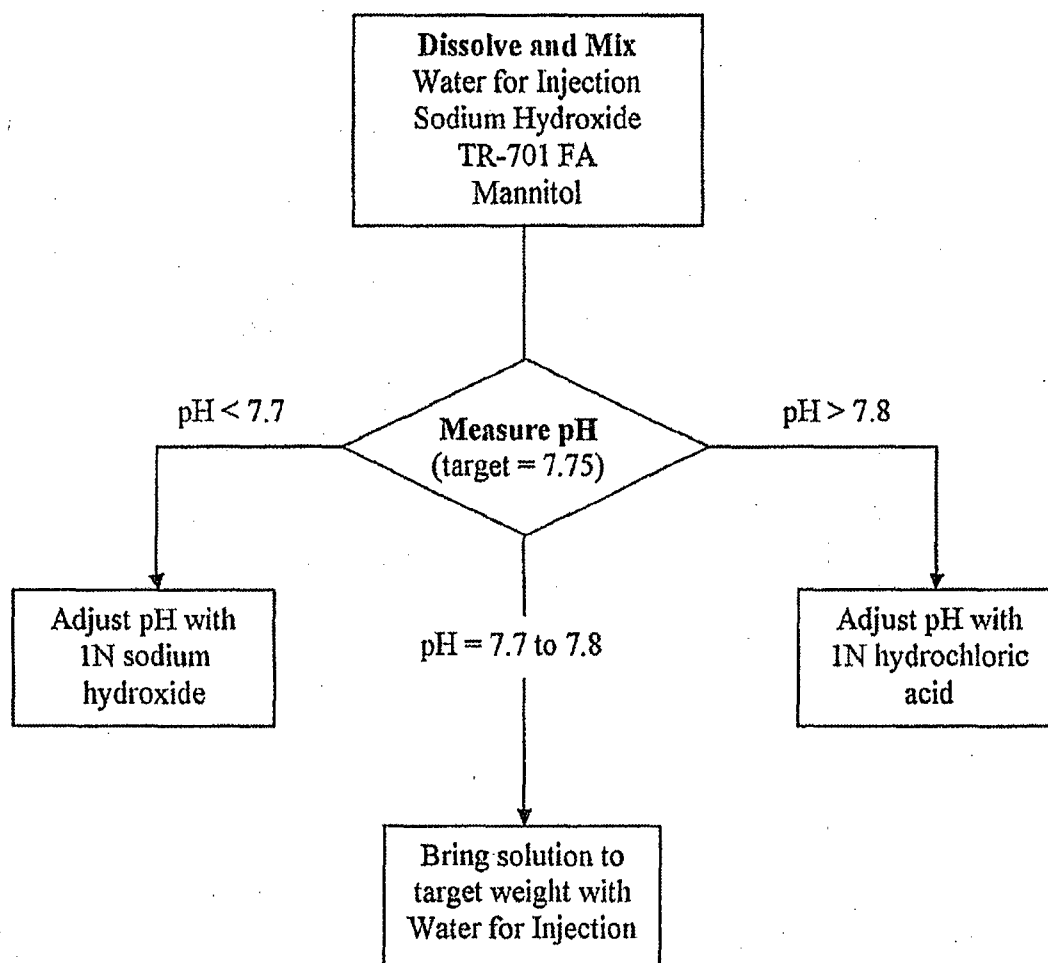 Dissolve and Mix
Water for Injection
Sodium Hydroxide
TR-701 FA
Mannitol
pH < 7.7
Measure pH
(target = 7.75)
pH > 7.8
Adjust pH with
1N sodium
hydroxide
pH = 7.7 to 7.8
Adjust pH with
1N hydrochloric
acid
Bring solution to
target weight with
Water for Injection